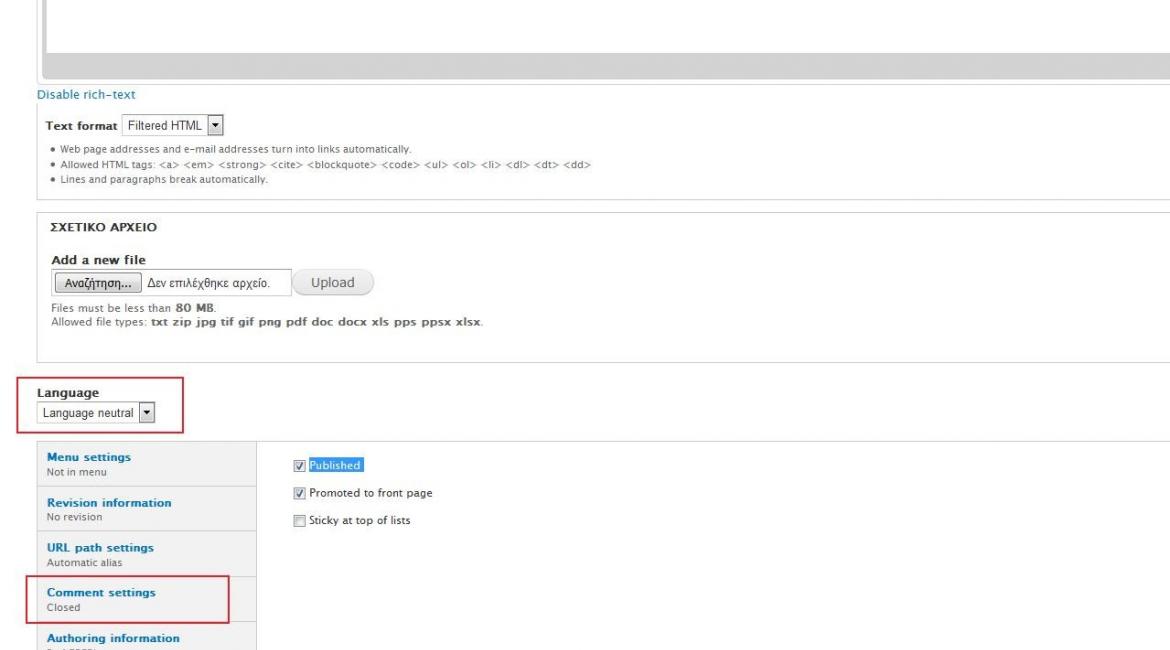 Disable rich-text
Text format Filtered HTML
• Web page addresses and e-mail addresses turn into links automatically.
• Allowed HTML tags: <a> <em> <strong> <cite> <blockquote> <code> <ul> <ol> <li> <dl> <dt> <dd>
• Lines and paragraphs break automatically.
ΣΧΕΤΙΚΟ ΑΡΧΕΙΟ
Add a new file
Αναζήτηση... Δεν επιλέχθηκε αρχείο. Upload
Files must be less than 80 MB.
Allowed file types: txt zip jpg tif gif png pdf doc docx xls pps ppsx xlsx.
Language
Language neutral
Menu settings
Not in menu
Revision information
No revision
URL path settings
Automatic alias
Comment settings
Closed
Authoring information
Published
Promoted to front page
Sticky at top of lists